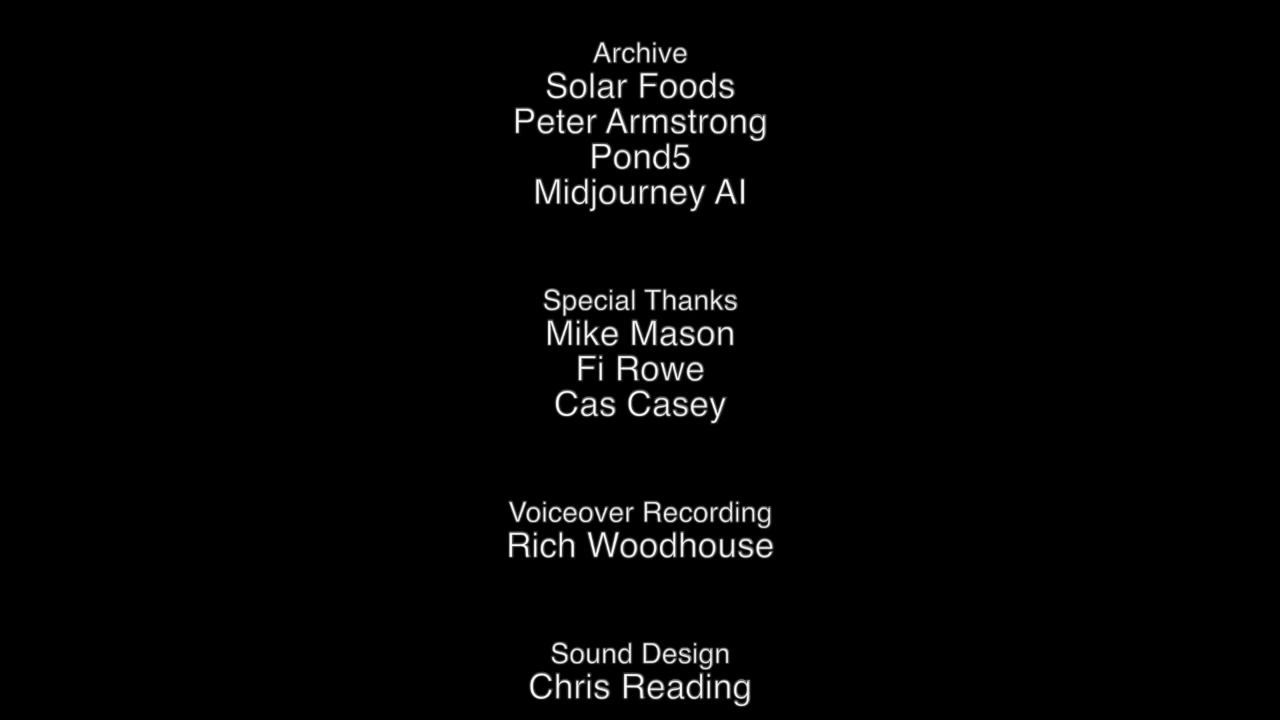 Archive
Solar Foods
Peter Armstrong
Pond5
Midjourney AI
Special Thanks
Mike Mason
Fi Rowe
Cas Casey
Voiceover Recording
Rich Woodhouse
Sound Design
Chris Reading